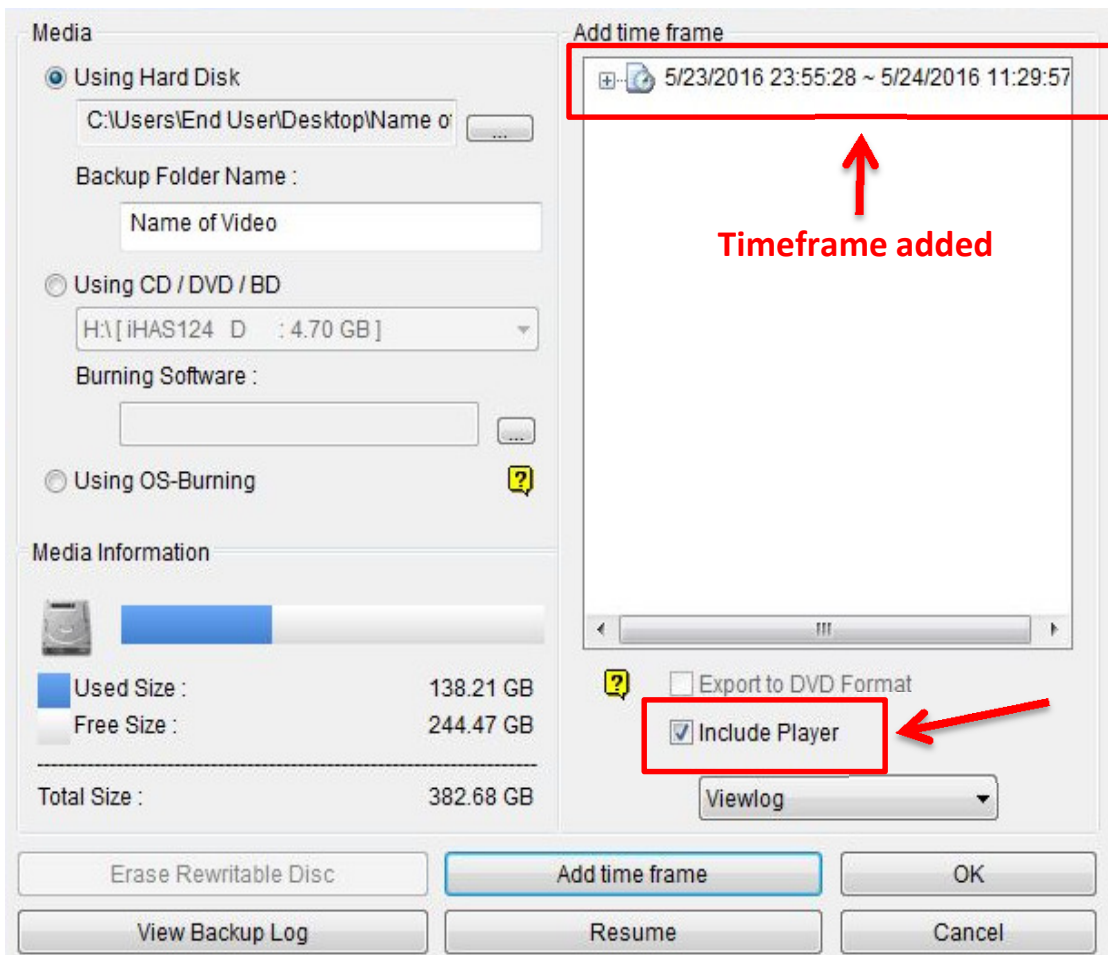 Media
Using Hard Disk
C:\Users\End User\Desktop\Name of
...
Backup Folder Name :
Name of Video
Using CD / DVD / BD
H:\ [ iHAS124 D : 4.70 GB ]
Burning Software :
...
Using OS-Burning
Media Information
Used Size : 138.21 GB
Free Size : 244.47 GB
Total Size : 382.68 GB
Add time frame
5/23/2016 23:55:28 ~ 5/24/2016 11:29:57
Timeframe added
Export to DVD Format
Include Player
Viewlog
Erase Rewritable Disc
Add time frame
OK
View Backup Log
Resume
Cancel